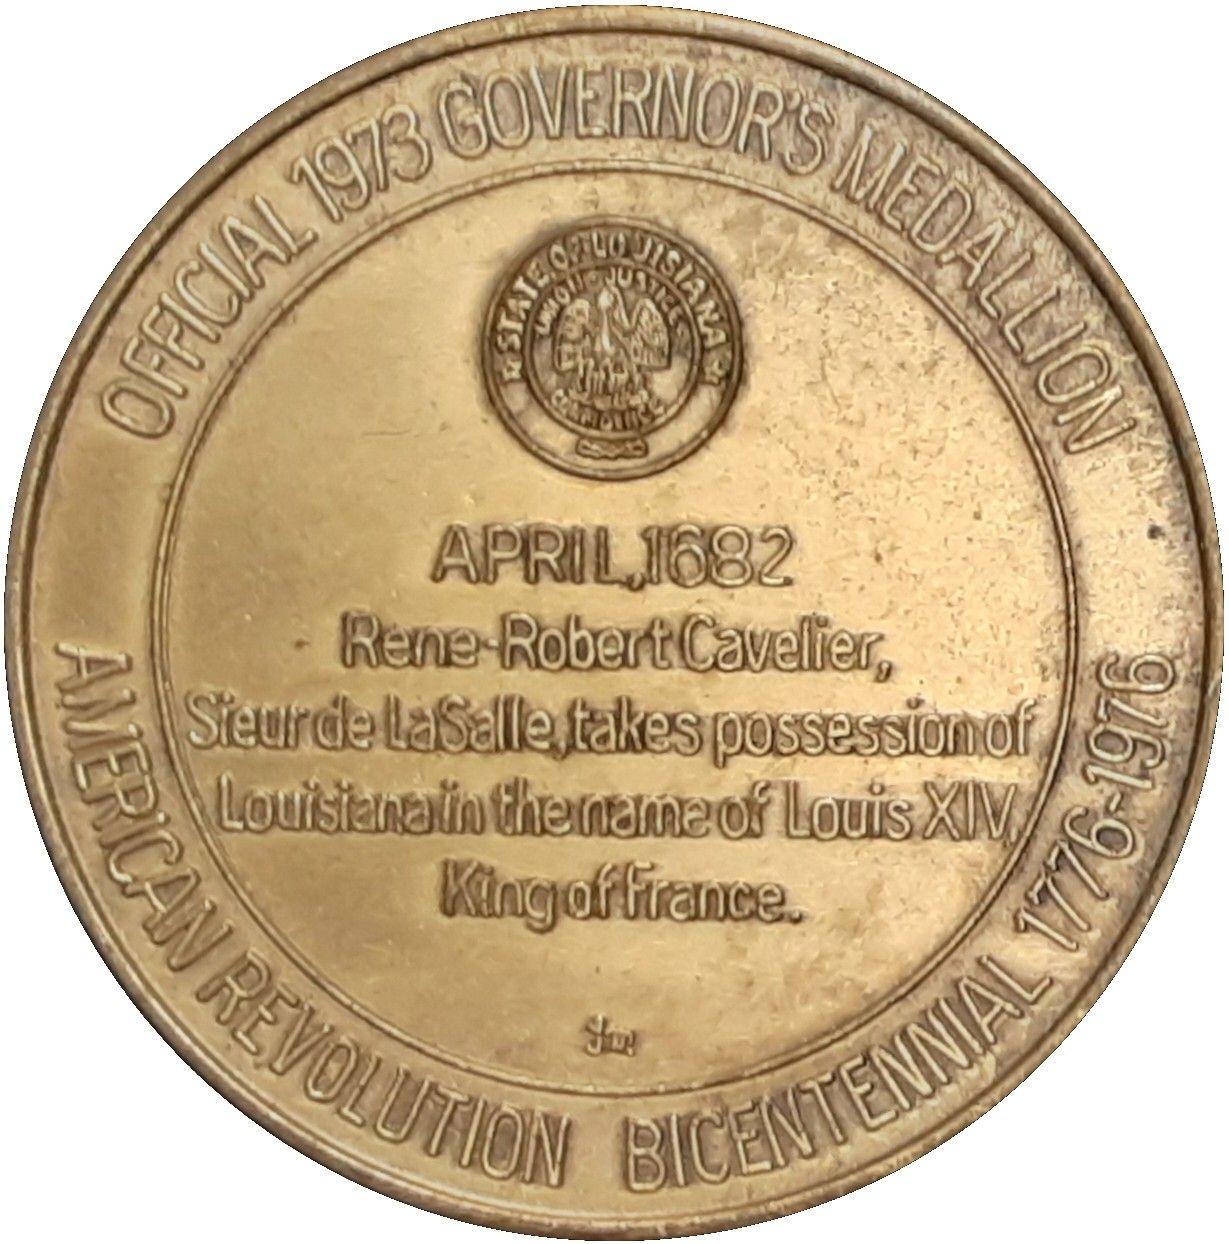 OFFICIAL 1973 GOVERNOR'S MEDALLION
STATE OF LOUISIANA
UNION JUSTICE
CONFIDENCE
APRIL, 1682
Rene-Robert Cavelier,
Sieur de LaSalle, takes possession of
Louisiana in the name of Louis XIV,
King of France.
AMERICAN REVOLUTION BICENTENNIAL 1776-1976